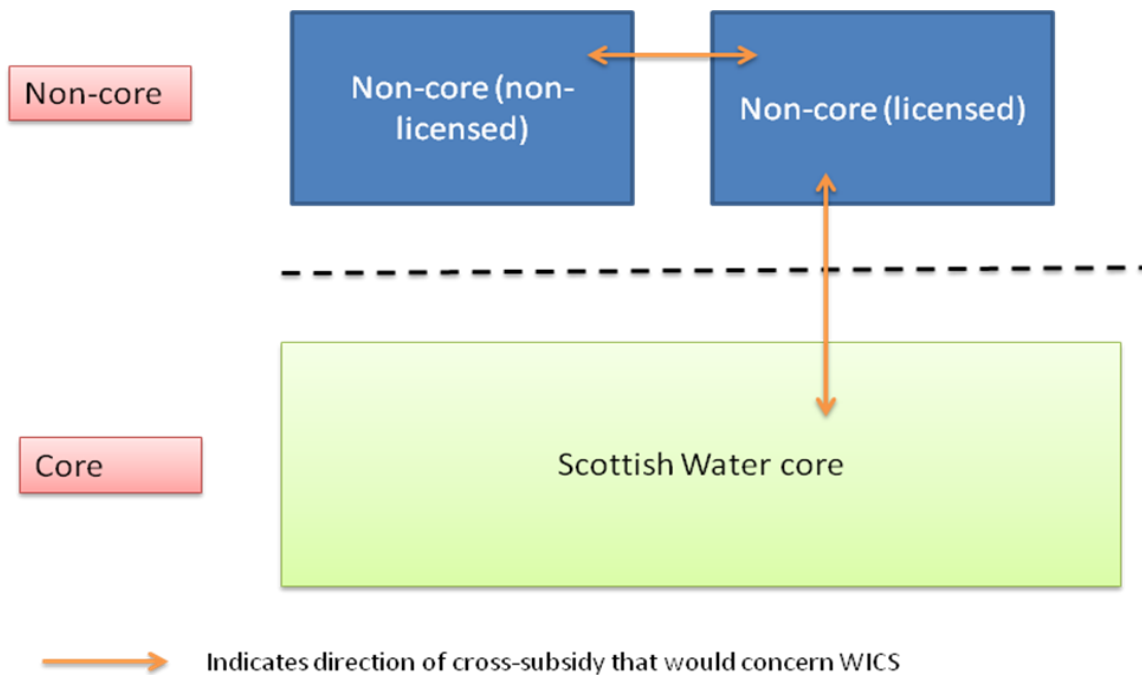 Non-core
Non-core (non-
licensed)
Non-core (licensed)
Core
Scottish Water core
Indicates direction of cross-subsidy that would concern WICS